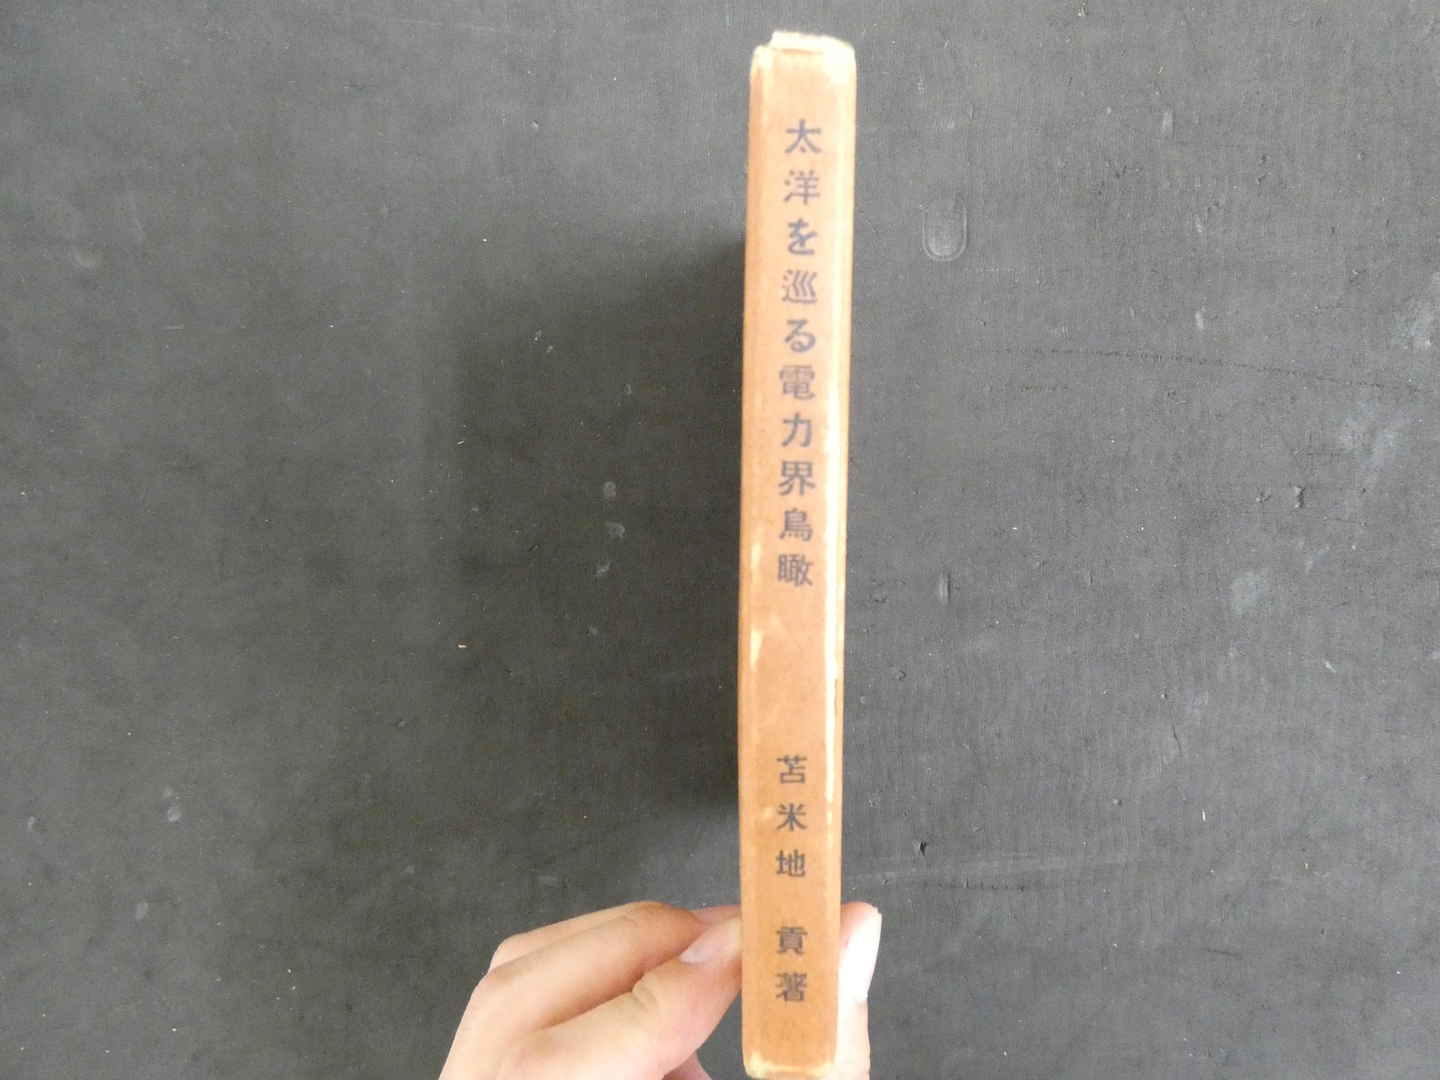 太洋を巡る電力界鳥瞰
苫米地 貢著